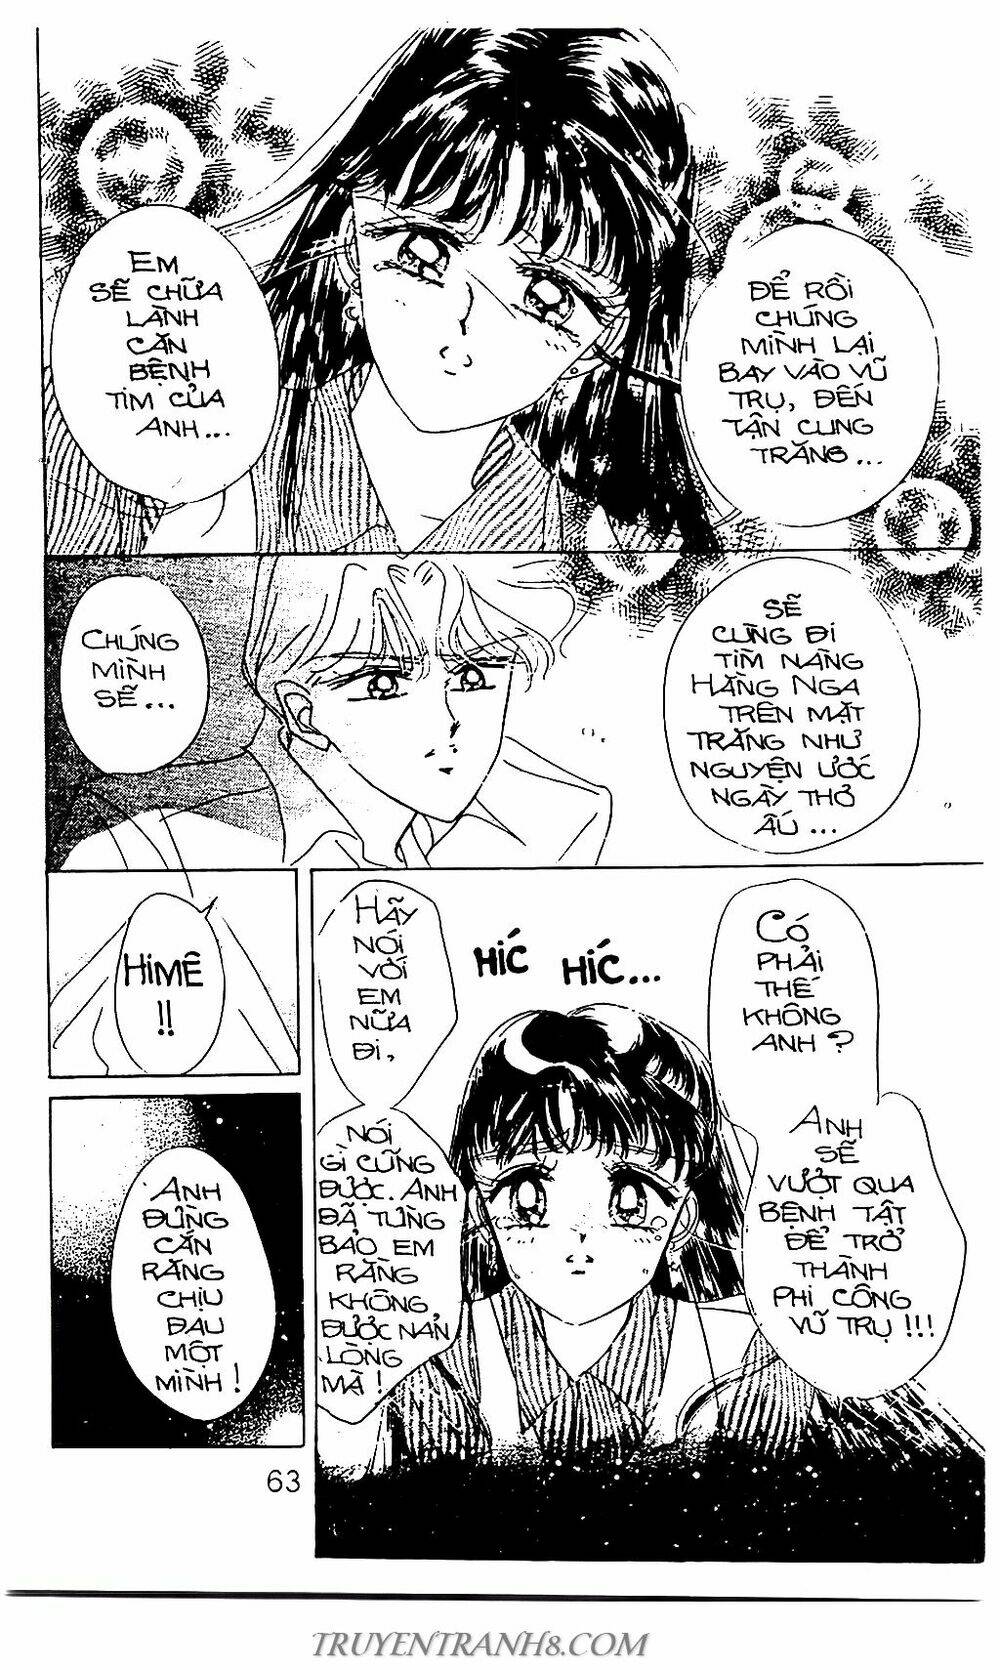 EM
SẼ CHỮA
LÀNH
CĂN
BỆNH
TIM CỦA
ANH...
ĐỂ RỒI
CHÚNG
MÌNH LẠI
BAY VÀO VŨ
TRỤ, ĐẾN
TẬN CUNG
TRĂNG...
CHÚNG
MÌNH
SẼ...
SẼ
CÙNG ĐI
TÌM NÀNG
HẰNG NGA
TRÊN MẶT
TRĂNG NHƯ
NGUYỆN ƯỚC
NGÀY THƠ
ẤU...
HIMÊ
!!
HÃY
NÓI
VỚI
EM
NỮA
ĐI,
HÍC HÍC...
CÓ
PHẢI
THẾ
KHÔNG
ANH?
NÓI
GÌ CŨNG
ĐƯỢC. ANH
ĐÃ TỪNG
BẢO EM
RẰNG
KHÔNG
ĐƯỢC NẢN
LÒNG
MÀ!
ANH
SẼ
VƯỢT QUA
BỆNH TẬT
ĐỂ TRỞ
THÀNH
PHI CÔNG
VŨ TRỤ!!!
ANH
ĐỪNG
CẮN
RĂNG
CHỊU
ĐAU
MỘT
MÌNH!
63
TRUYENTRANH8.COM